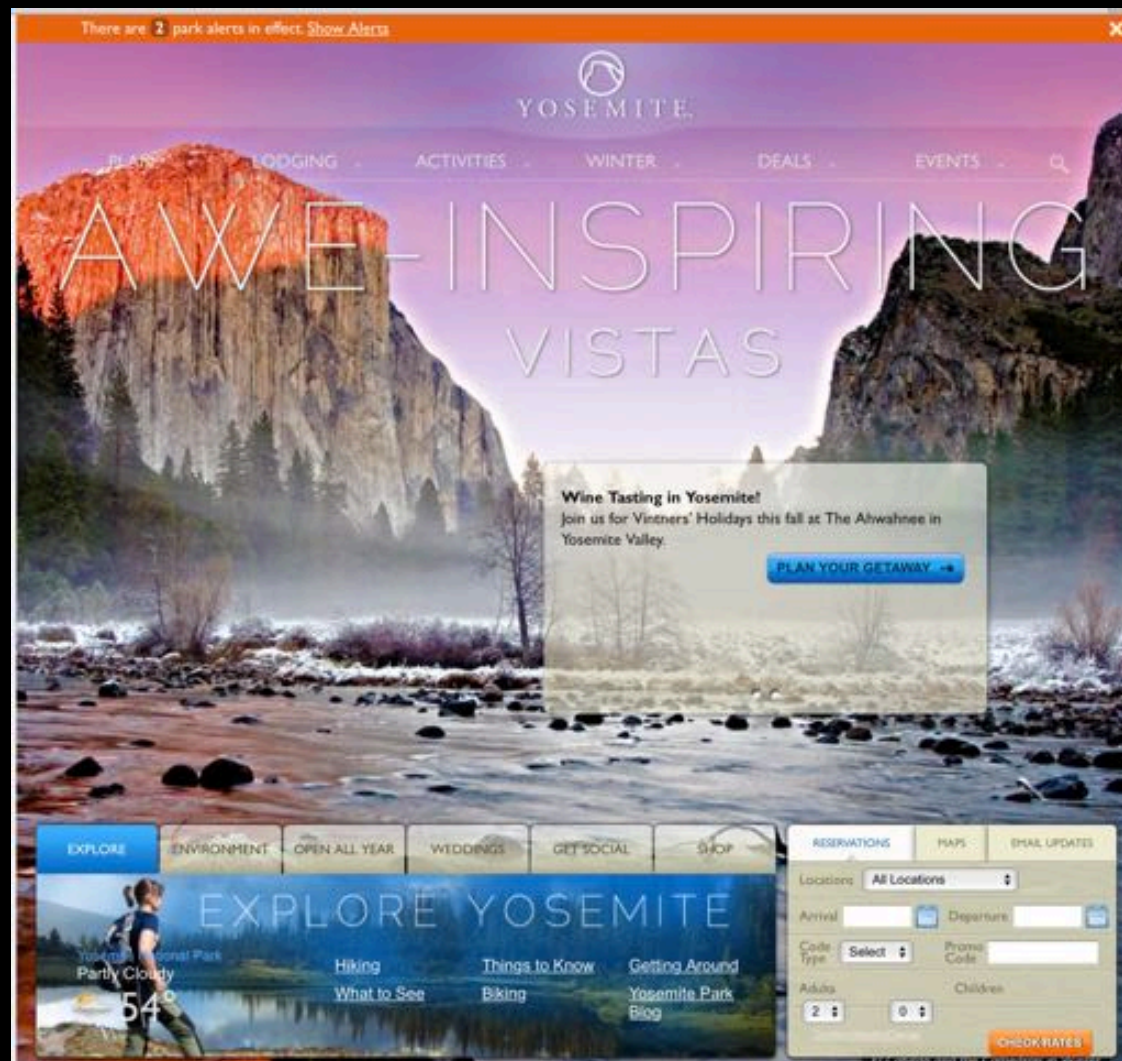 There are 2 park alerts in effect. Show Alerts
YOSEMITE
PLAN LODGING ACTIVITIES WINTER DEALS EVENTS
AWE-INSPIRING
VISTAS
Wine Tasting in Yosemite!
Join us for Vintners' Holidays this fall at The Ahwahnee in
Yosemite Valley.
PLAN YOUR GETAWAY
EXPLORE ENVIRONMENT OPEN ALL YEAR WEDDINGS GET SOCIAL SHOP
EXPLORE YOSEMITE
Yosemite National Park
Partly Cloudy
54°
Hiking Things to Know Getting Around
What to See Biking Yosemite Park
Blog
RESERVATIONS MAPS EMAIL UPDATES
Locations All Locations
Arrival Departure
Code Type Select Promo Code
Adults Children
2 0
CHECK RATES